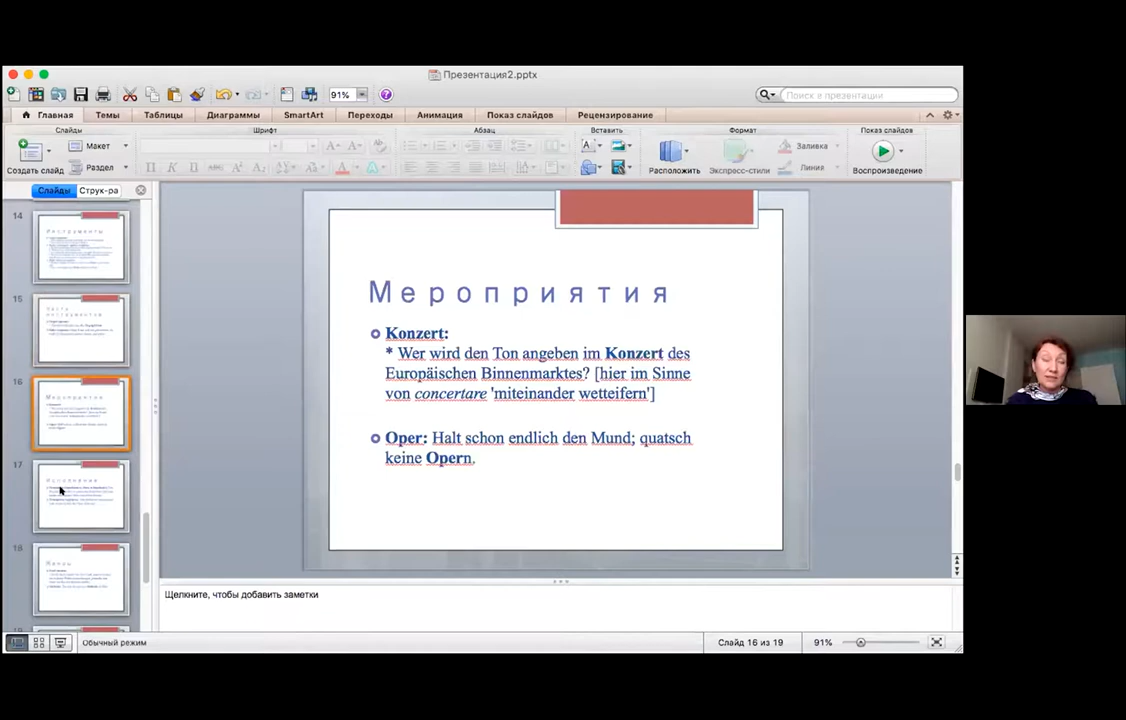 Презентация2.pptx
91%
Поиск в презентации
Главная Темы Таблицы Диаграммы SmartArt Переходы Анимация Показ слайдов Рецензирование
Слайды Шрифт Абзац Вставить Формат Показ слайдов
Макет
Раздел
Создать слайд
Расположить Экспресс-стили Заливка
Линия
Воспроизведение
Слайды Струк-ра
14
Инструменты
15
16
Мероприятия
17
Исполнение
18
Жанры
Мероприятия
Konzert:
* Wer wird den Ton angeben im Konzert des
Europäischen Binnenmarktes? [hier im Sinne
von concertare 'miteinander wetteifern']
Oper: Halt schon endlich den Mund; quatsch
keine Opern.
Щелкните, чтобы добавить заметки
Обычный режим
Слайд 16 из 19
91%